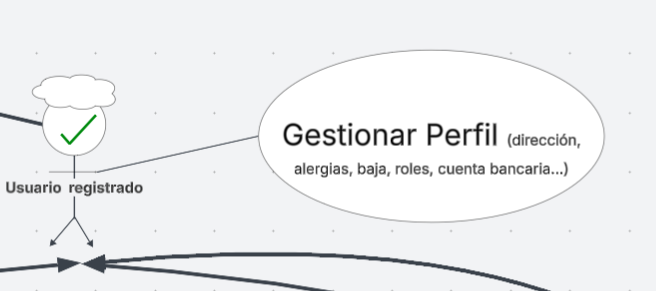 Gestionar Perfil (dirección,
alergias, baja, roles, cuenta bancaria...)
Usuario registrado